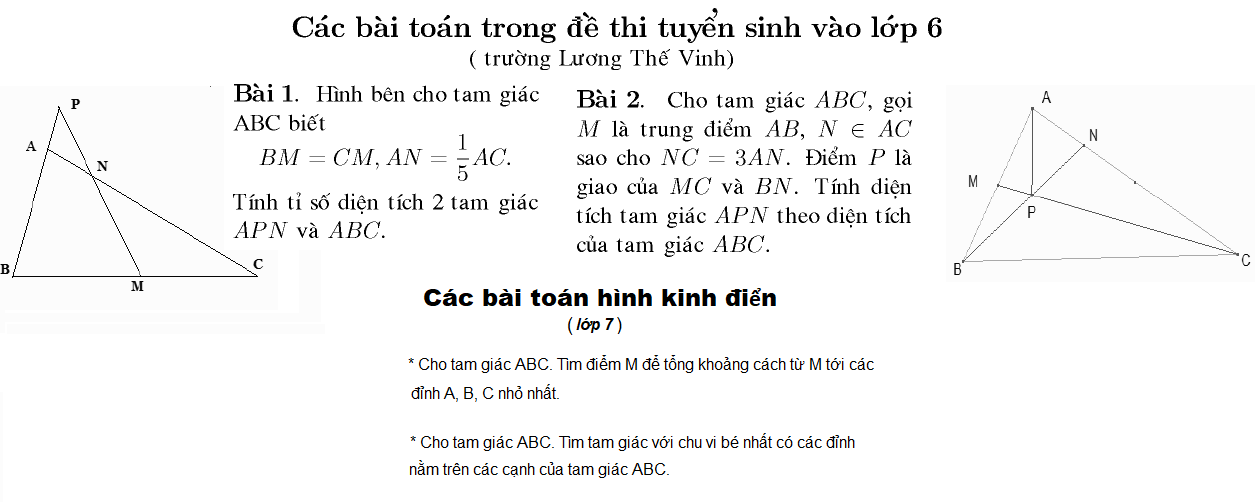 Các bài toán trong đề thi tuyển sinh vào lớp 6
( trường Lương Thế Vinh)
P
A
N
B
M
C
Bài 1. Hình bên cho tam giác
ABC biết
BM = CM, AN = 1/5 AC.
Tính tỉ số diện tích 2 tam giác
APN và ABC.
Bài 2. Cho tam giác ABC, gọi
M là trung điểm AB, N ∈ AC
sao cho NC = 3AN. Điểm P là
giao của MC và BN. Tính diện
tích tam giác APN theo diện tích
của tam giác ABC.
A
N
M
P
B
C
Các bài toán hình kinh điển
( lớp 7 )
* Cho tam giác ABC. Tìm điểm M để tổng khoảng cách từ M tới các
đỉnh A, B, C nhỏ nhất.
* Cho tam giác ABC. Tìm tam giác với chu vi bé nhất có các đỉnh
nằm trên các cạnh của tam giác ABC.